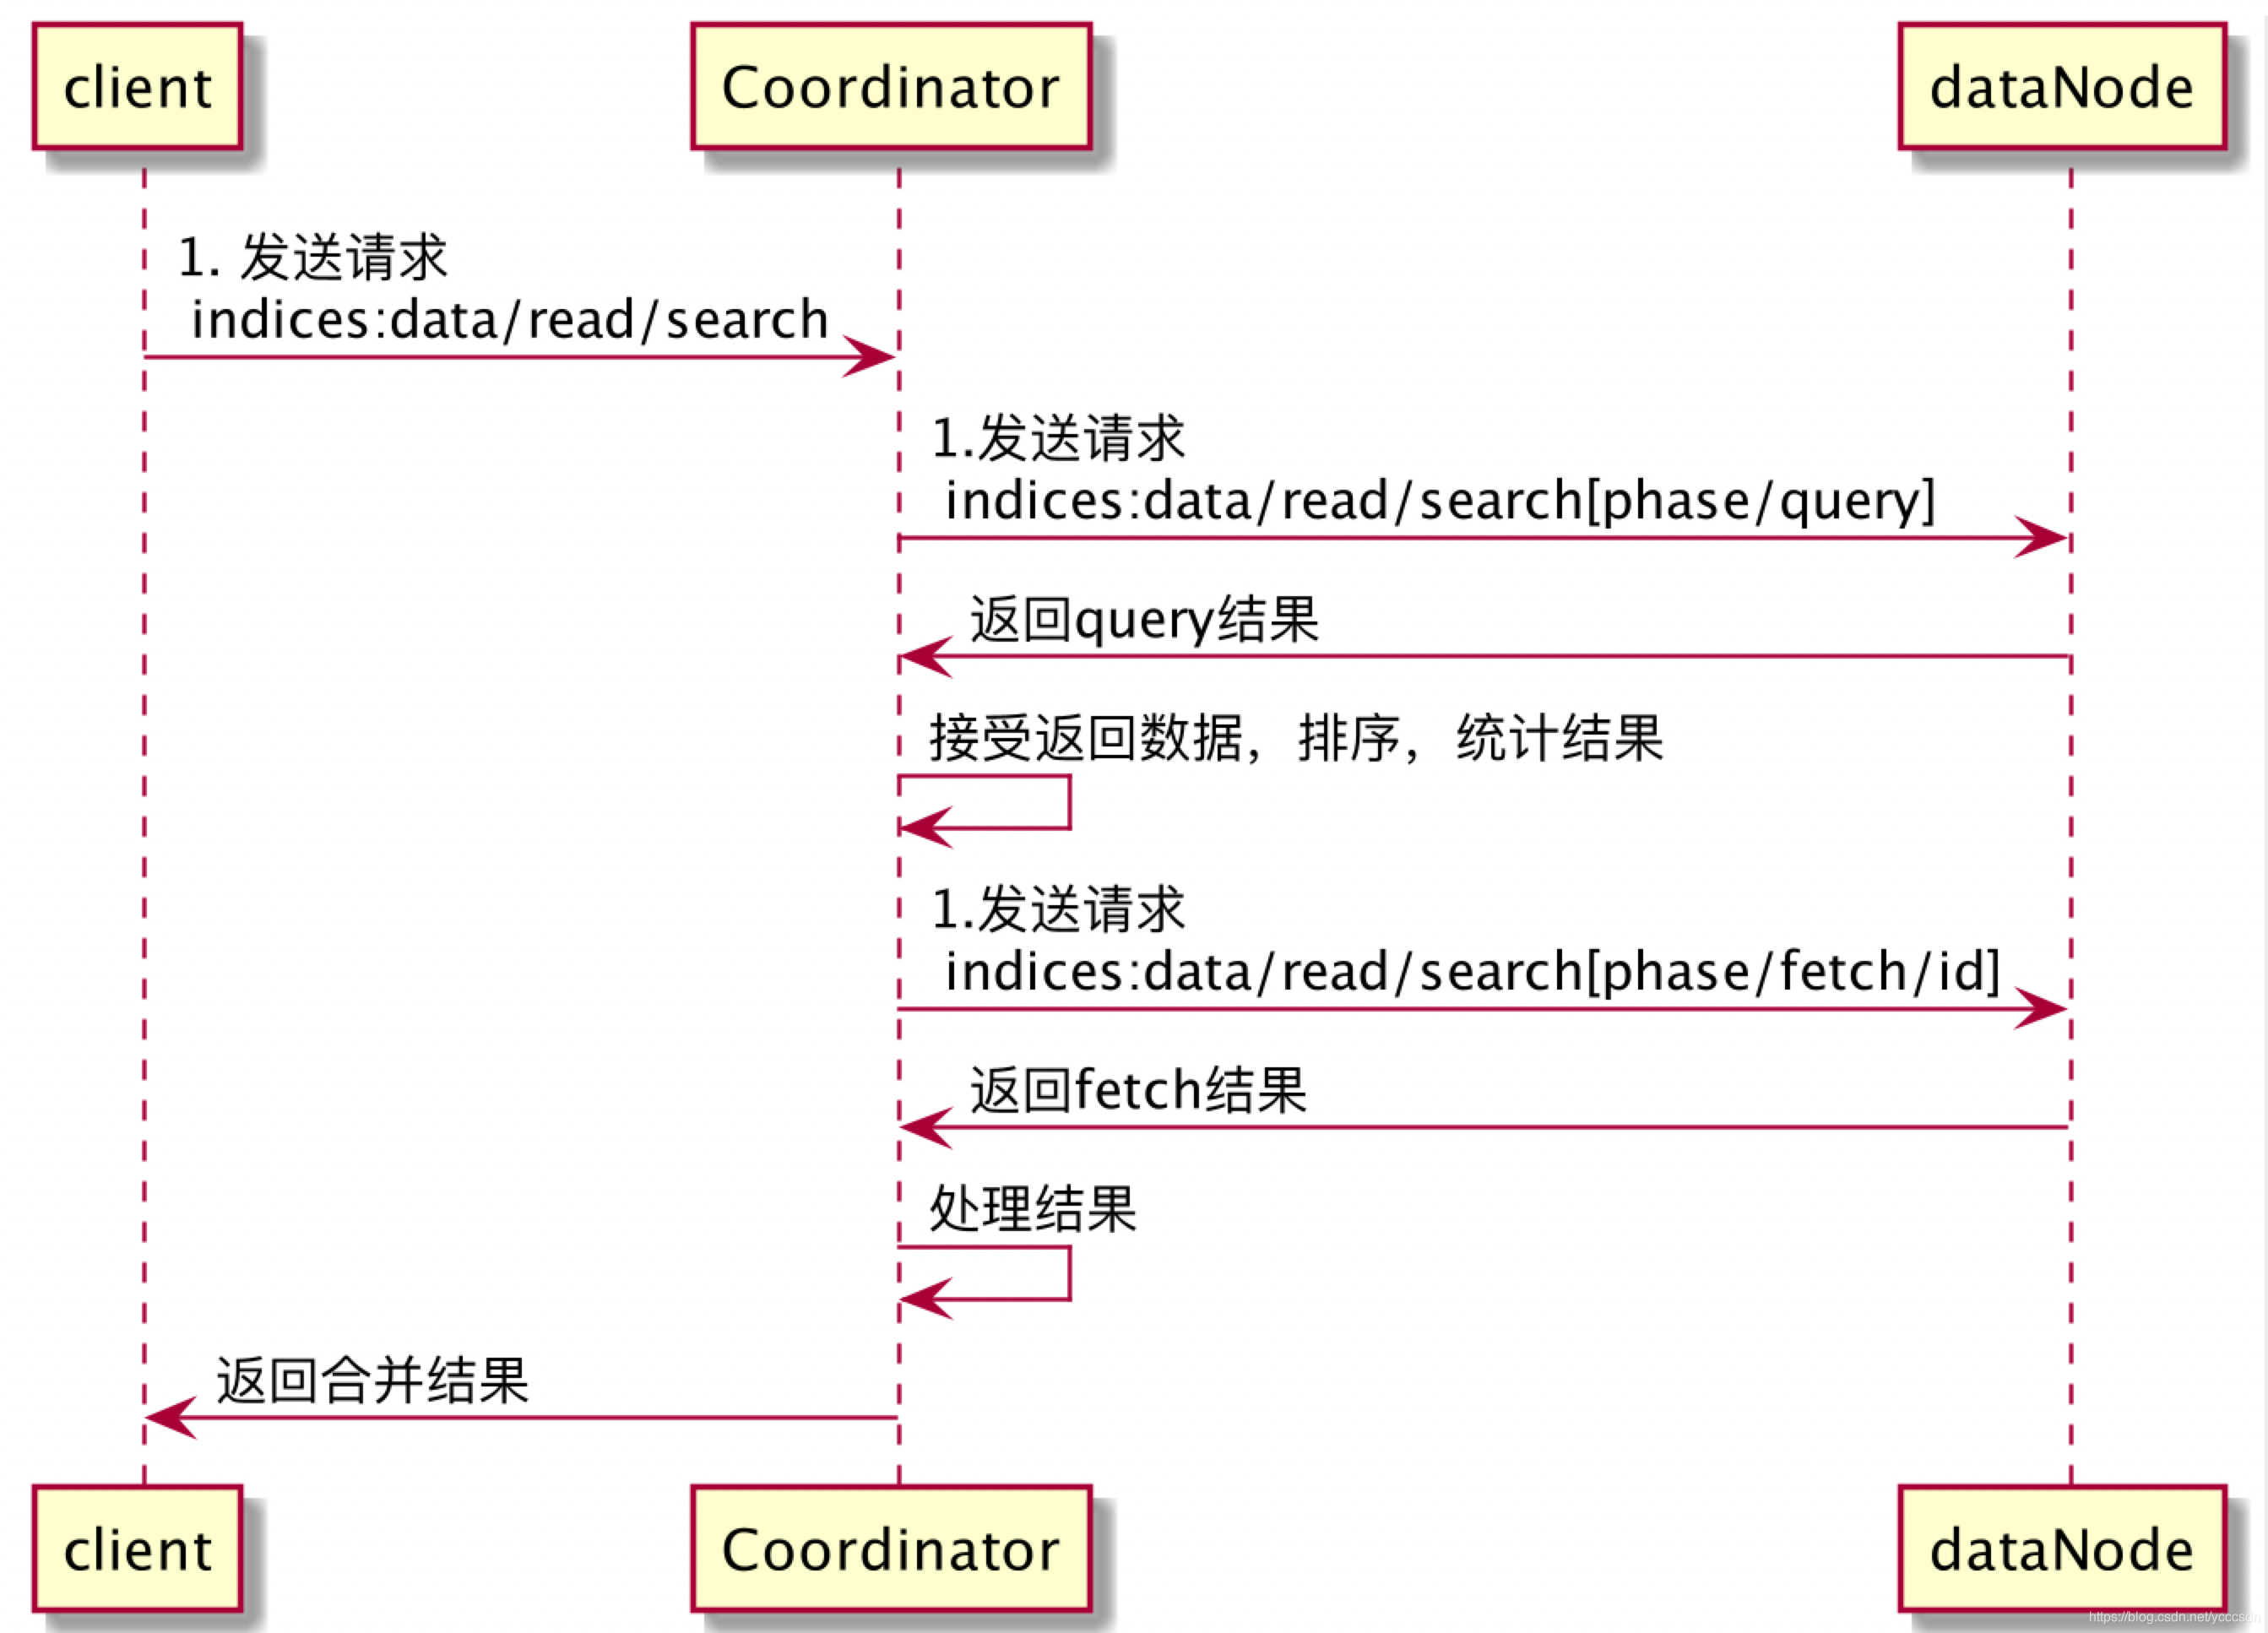 client
Coordinator
dataNode
1. 发送请求
indices:data/read/search
1.发送请求
indices:data/read/search[phase/query]
返回query结果
接受返回数据，排序，统计结果
1.发送请求
indices:data/read/search[phase/fetch/id]
返回fetch结果
处理结果
返回合并结果
client
Coordinator
dataNode
https://blog.csdn.net/ycccsdn